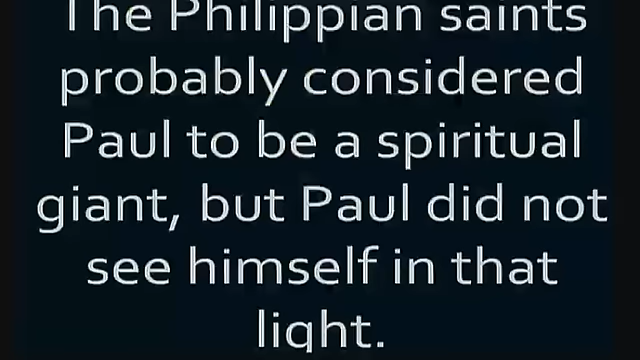 The Philippian saints
probably considered
Paul to be a spiritual
giant, but Paul did not
see himself in that
light.